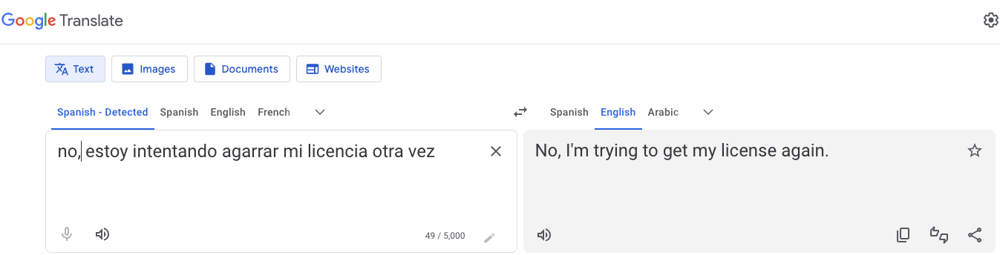 Google Translate
Text Images Documents Websites
Spanish - Detected Spanish English French Spanish English Arabic
no, estoy intentando agarrar mi licencia otra vez
No, I'm trying to get my license again.
49 / 5,000